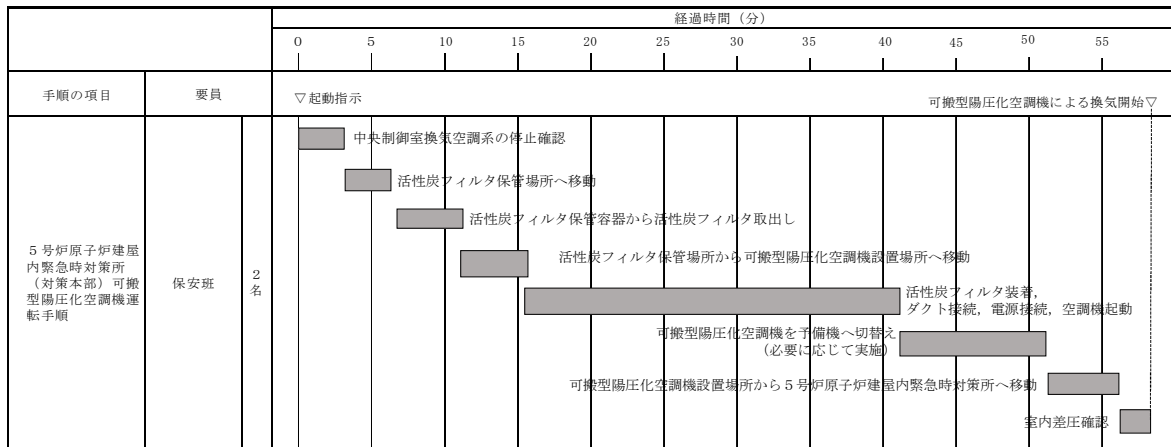 経過時間（分）
0 5 10 15 20 25 30 35 40 45 50 55
手順の項目
要員
▽起動指示
可搬型陽圧化空調機による換気開始▽
5号炉原子炉建屋
内緊急時対策所
（対策本部）可搬
型陽圧化空調機運
転手順
保安班
2
名
中央制御室換気空調系の停止確認
活性炭フィルタ保管場所へ移動
活性炭フィルタ保管容器から活性炭フィルタ取出し
活性炭フィルタ保管場所から可搬型陽圧化空調機設置場所へ移動
活性炭フィルタ装着，
ダクト接続，電源接続，空調機起動
可搬型陽圧化空調機を予備機へ切替え
（必要に応じて実施）
可搬型陽圧化空調機設置場所から5号炉原子炉建屋内緊急時対策所へ移動
室内差圧確認